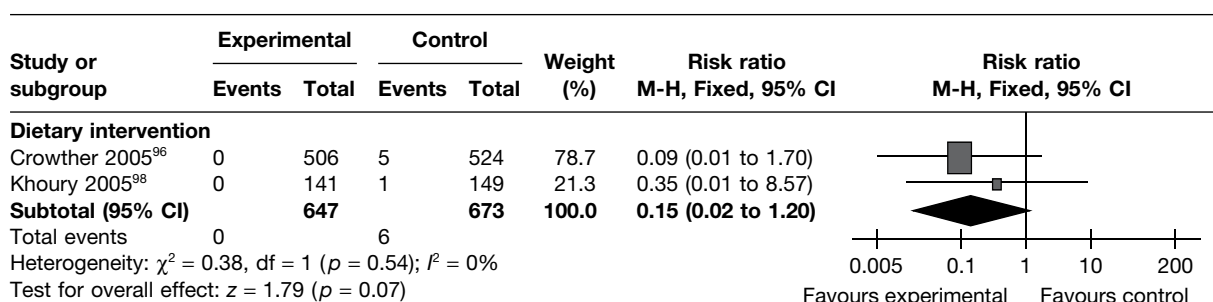 Study or subgroup Experimental Control Weight (%) Risk ratio M-H, Fixed, 95% CI Risk ratio M-H, Fixed, 95% CI
Events Total Events Total
Dietary intervention
Crowther 2005⁹⁶ 0 506 5 524 78.7 0.09 (0.01 to 1.70)
Khoury 2005⁹⁸ 0 141 1 149 21.3 0.35 (0.01 to 8.57)
Subtotal (95% CI) 647 673 100.0 0.15 (0.02 to 1.20)
Total events 0 6
Heterogeneity: χ² = 0.38, df = 1 (p = 0.54); I² = 0%
Test for overall effect: z = 1.79 (p = 0.07)
0.005 0.1 1 10 200
Favours experimental Favours control